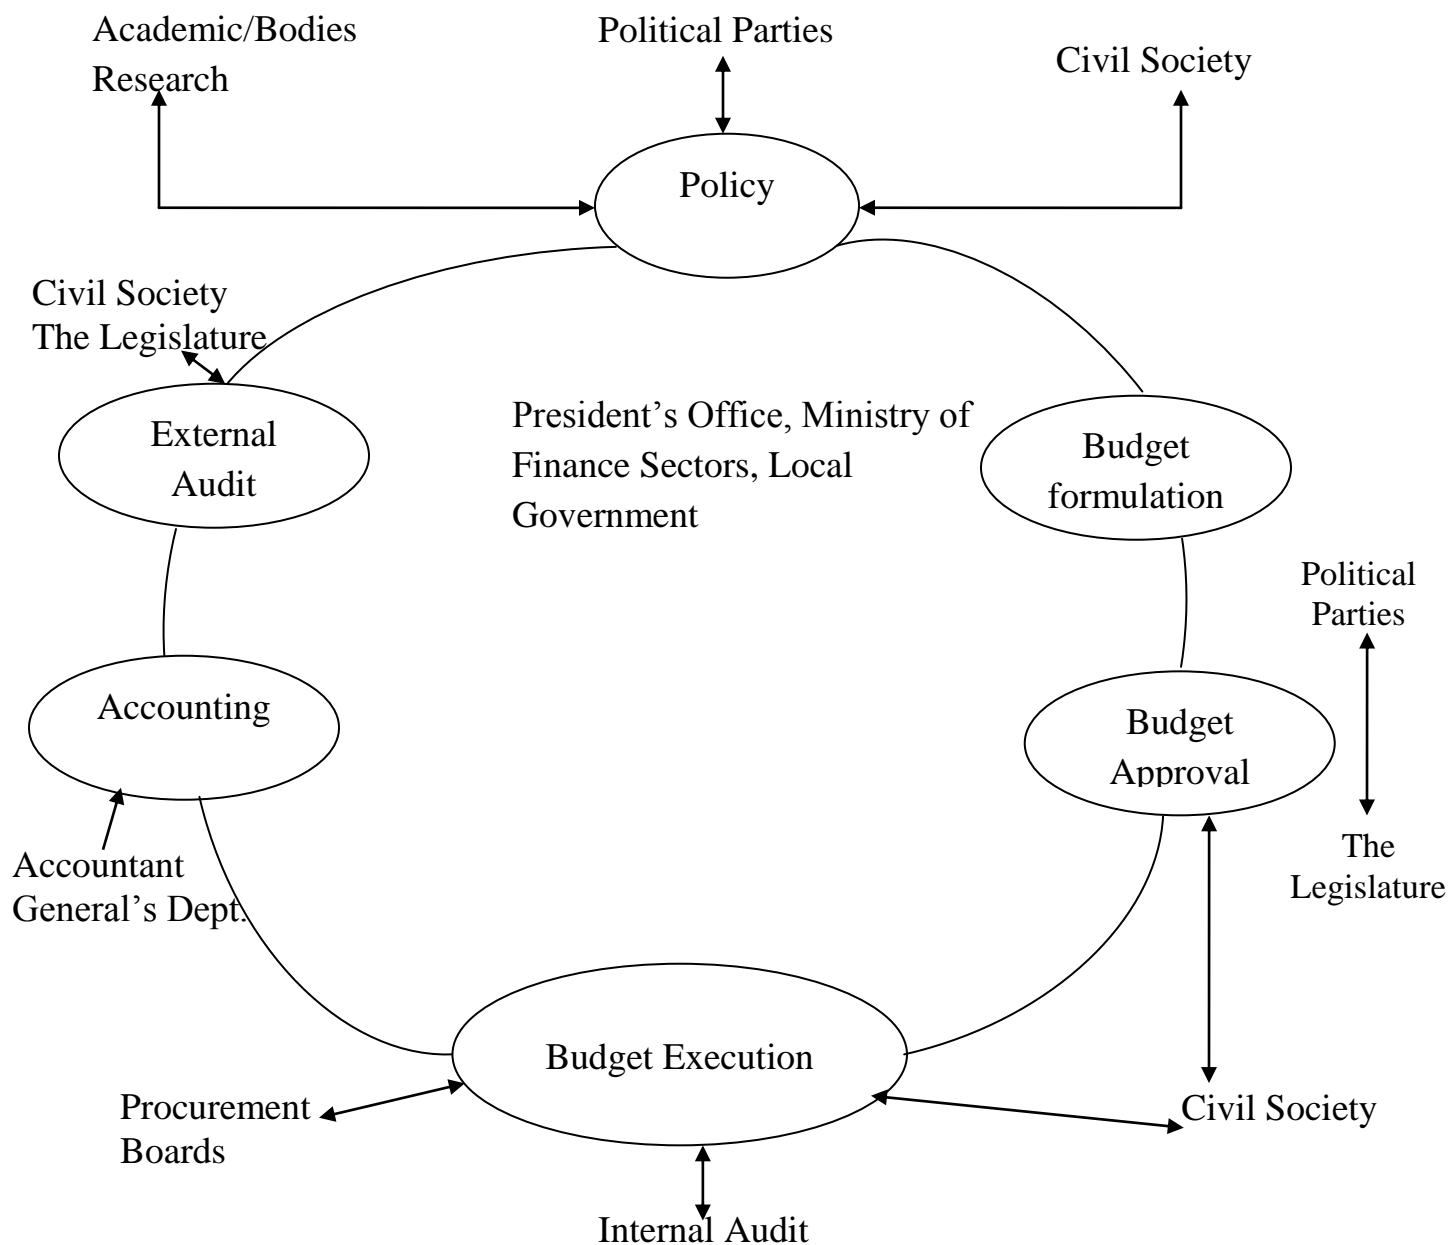 Academic/Bodies
Research
Political Parties
Civil Society
Policy
Civil Society
The Legislature
External
Audit
President’s Office, Ministry of
Finance Sectors, Local
Government
Budget
formulation
Political
Parties
Accounting
Budget
Approval
The
Legislature
Accountant
General’s Dept.
Budget Execution
Procurement
Boards
Civil Society
Internal Audit